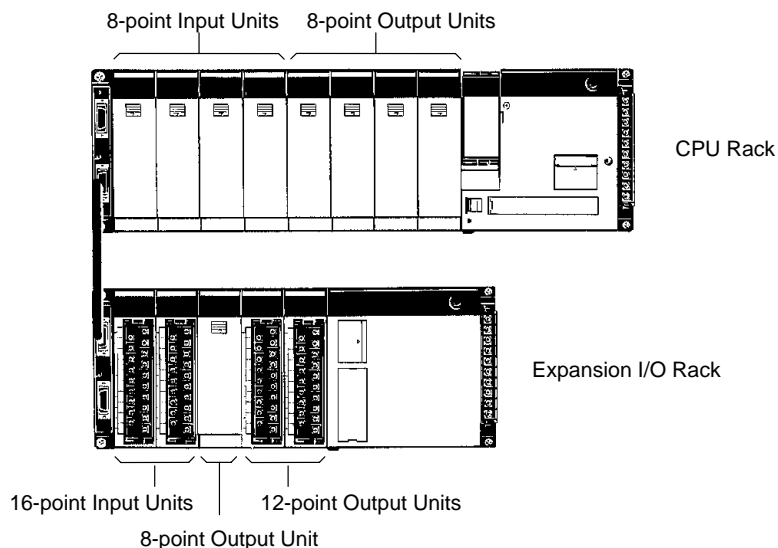 8-point Input Units
8-point Output Units
CPU Rack
Expansion I/O Rack
16-point Input Units
12-point Output Units
8-point Output Unit